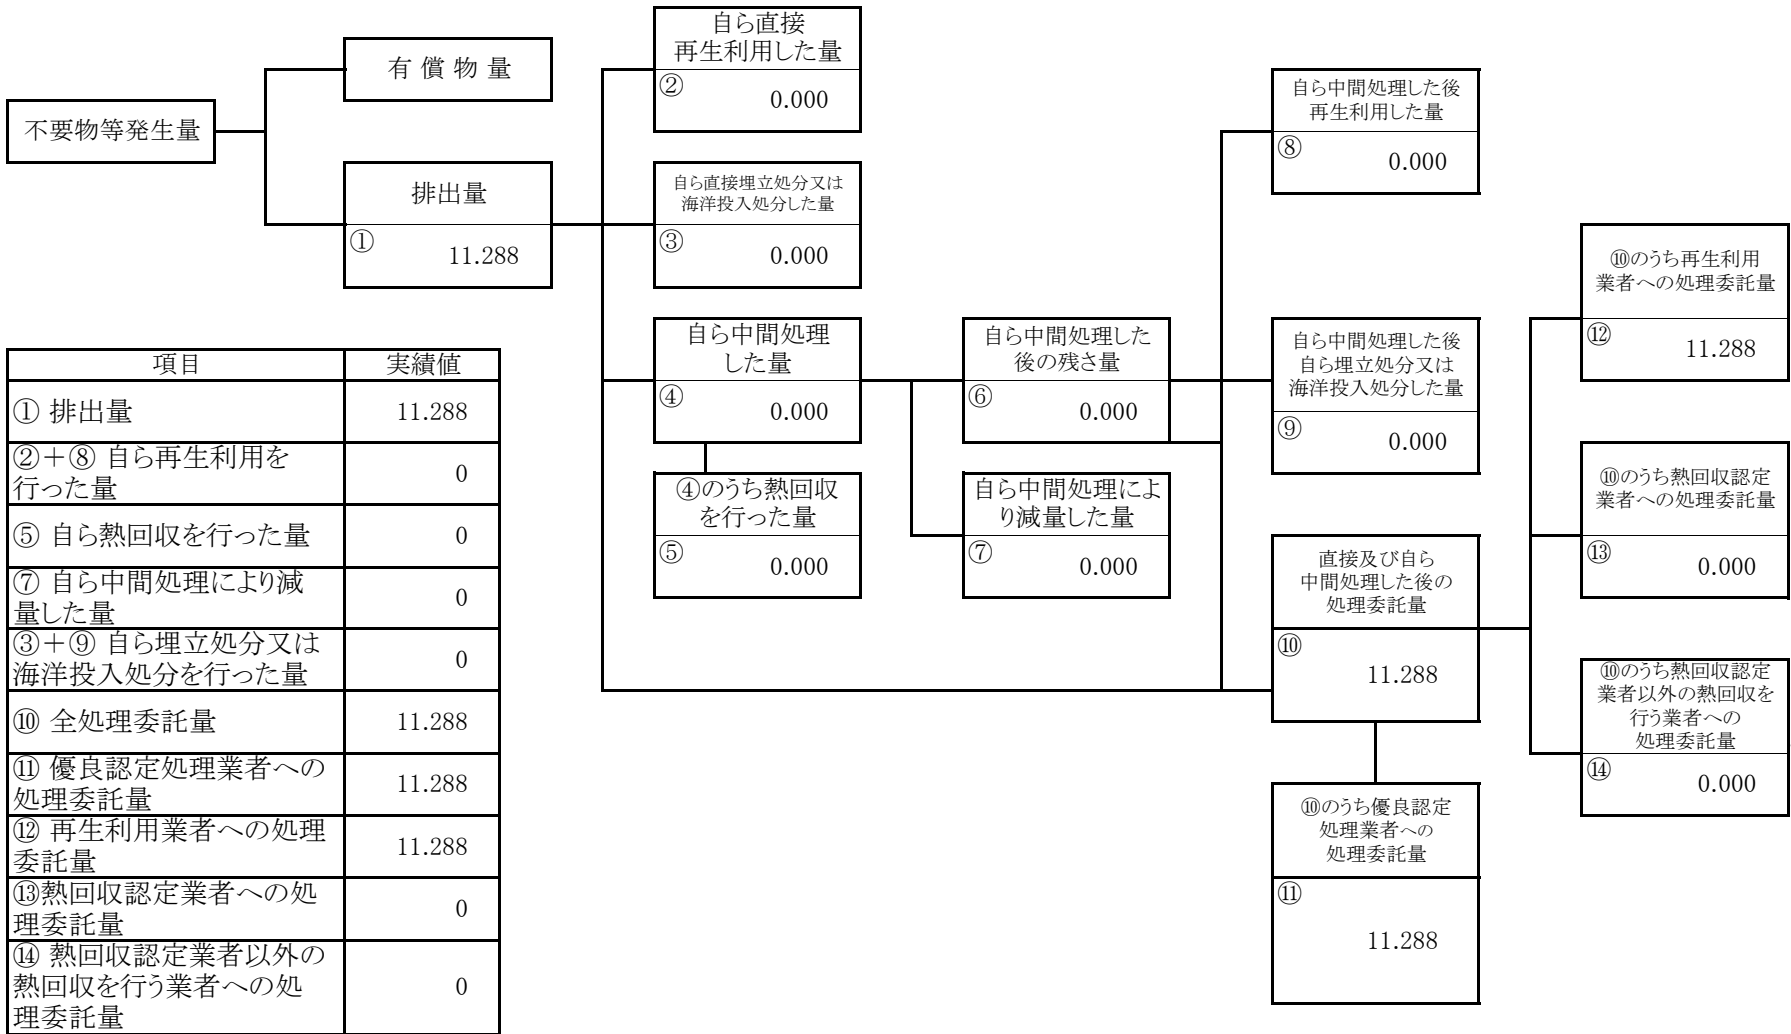 不要物等発生量
有 償 物 量
排出量
①
11.288
自ら直接
再生利用した量
②
0.000
自ら直接埋立処分又は
海洋投入処分した量
③
0.000
自ら中間処理
した量
④
0.000
④のうち熱回収
を行った量
⑤
0.000
自ら中間処理した
後の残さ量
⑥
0.000
自ら中間処理によ
り減量した量
⑦
0.000
自ら中間処理した後
再生利用した量
⑧
0.000
自ら中間処理した後
自ら埋立処分又は
海洋投入処分した量
⑨
0.000
直接及び自ら
中間処理した後の
処理委託量
⑩
11.288
⑩のうち優良認定
処理業者への
処理委託量
⑪
11.288
⑩のうち再生利用
業者への処理委託量
⑫
11.288
⑩のうち熱回収認定
業者への処理委託量
⑬
0.000
⑩のうち熱回収認定
業者以外の熱回収を
行う業者への
処理委託量
⑭
0.000
項目 実績値
① 排出量 11.288
②＋⑧ 自ら再生利用を
行った量 0
⑤ 自ら熱回収を行った量 0
⑦ 自ら中間処理により減
量した量 0
③＋⑨ 自ら埋立処分又は
海洋投入処分を行った量 0
⑩ 全処理委託量 11.288
⑪ 優良認定処理業者への
処理委託量 11.288
⑫ 再生利用業者への処理
委託量 11.288
⑬熱回収認定業者への処
理委託量 0
⑭ 熱回収認定業者以外の
熱回収を行う業者への処
理委託量 0